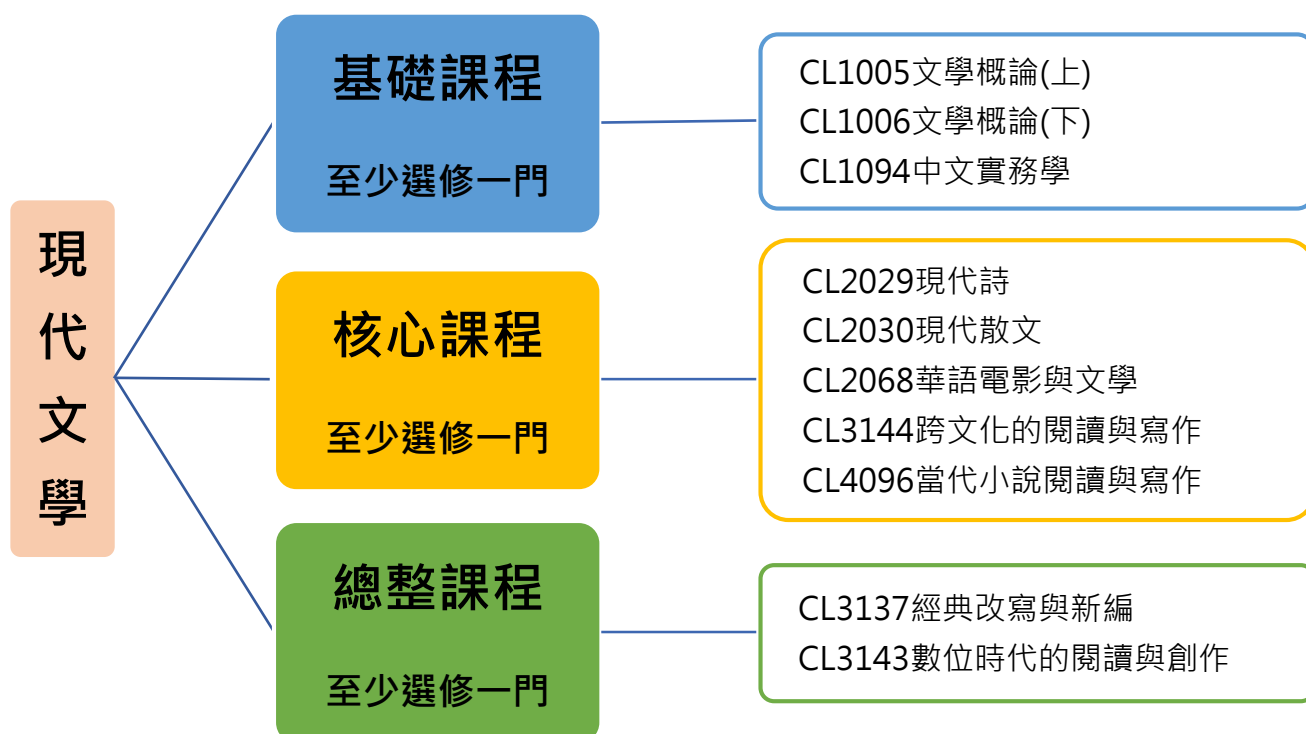 現代文學
基礎課程
至少選修一門
CL1005文學概論(上)
CL1006文學概論(下)
CL1094中文實務學
核心課程
至少選修一門
CL2029現代詩
CL2030現代散文
CL2068華語電影與文學
CL3144跨文化的閱讀與寫作
CL4096當代小說閱讀與寫作
總整課程
至少選修一門
CL3137經典改寫與新編
CL3143數位時代的閱讀與創作